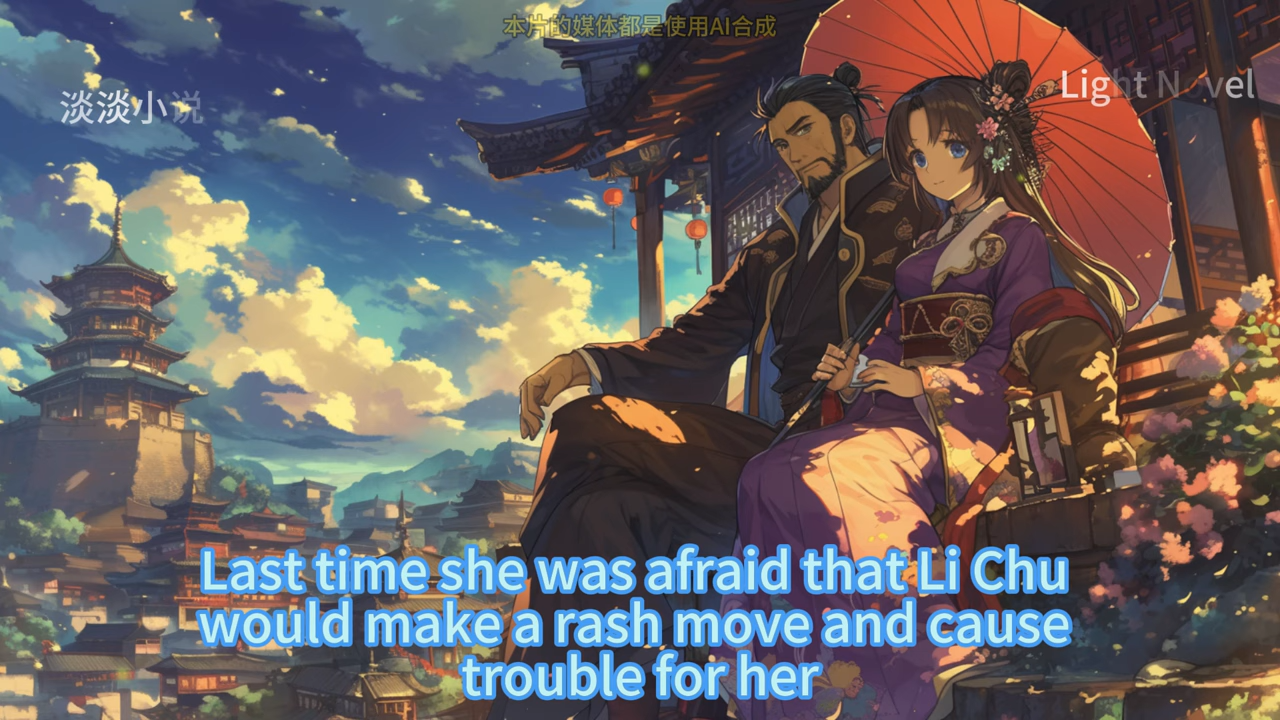 本片的媒体都是使用AI合成
淡淡小说
Light Novel
Last time she was afraid that Li Chu
would make a rash move and cause
trouble for her